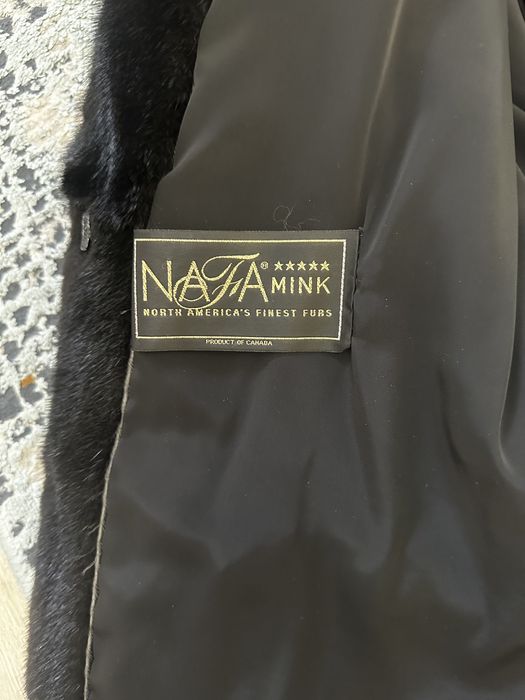 NAFA® ★★★★★
MINK
NORTH AMERICA'S FINEST FURS
PRODUCT OF CANADA